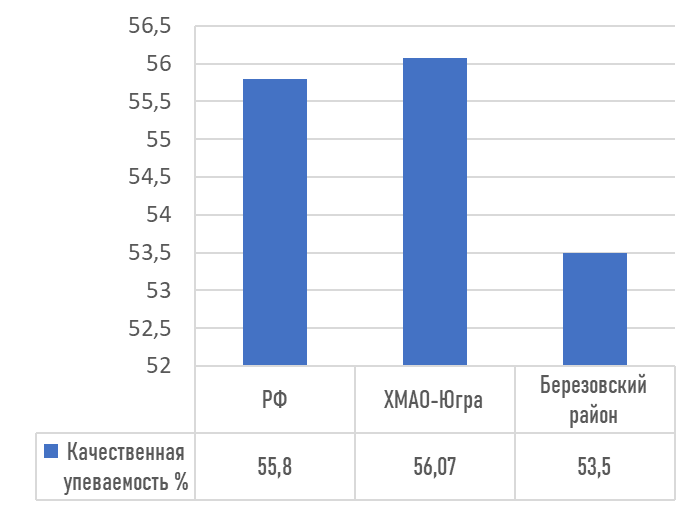 56,5
56
55,5
55
54,5
54
53,5
53
52,5
52
РФ
ХМАО-Югра
Березовский
район
Качественная
упеваемость %
55,8
56,07
53,5